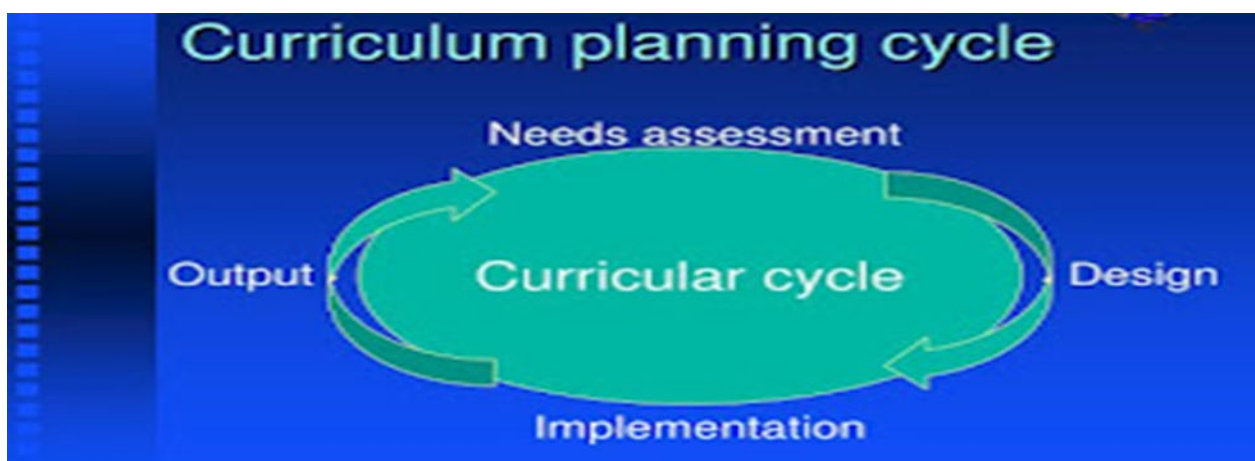 Curriculum planning cycle
Needs assessment
Output
Curricular cycle
Design
Implementation